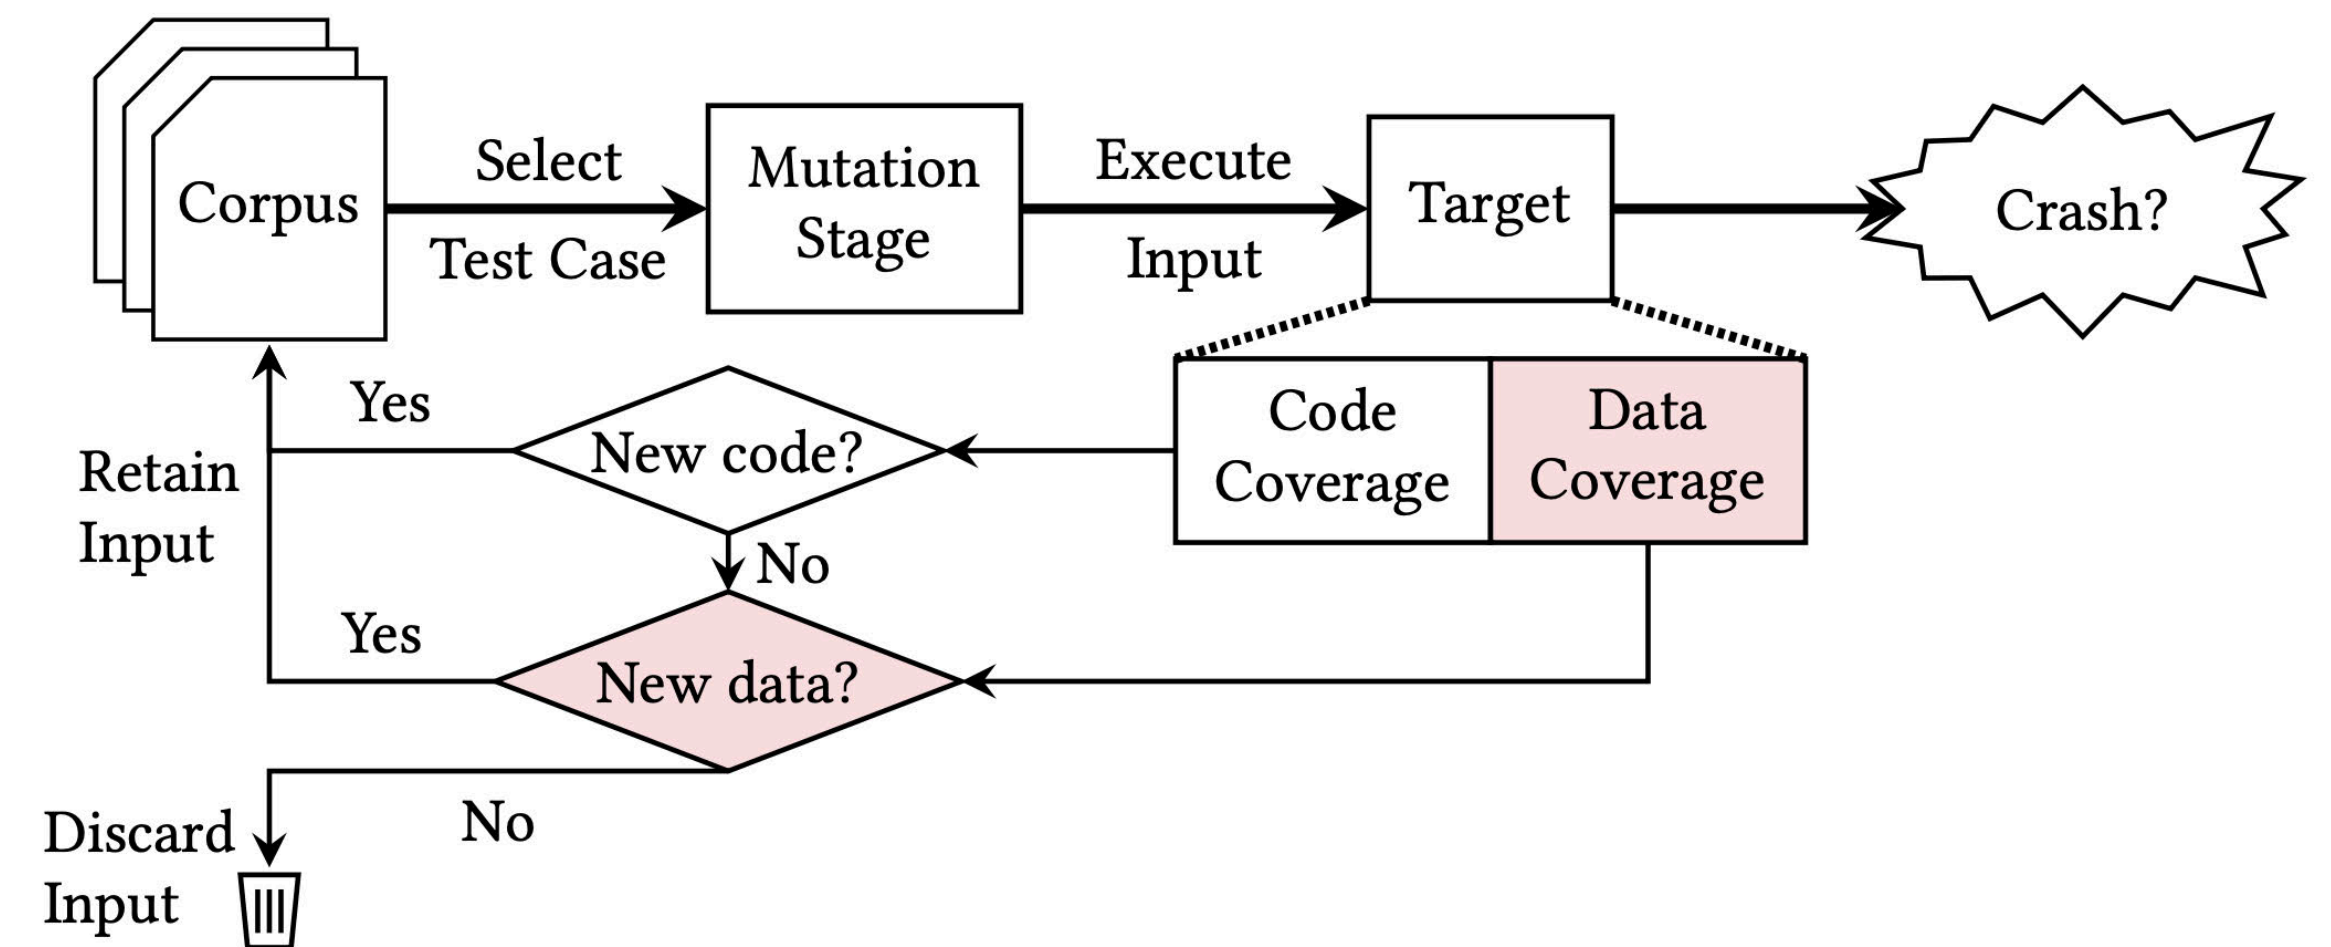 Corpus
Select
Test Case
Mutation
Stage
Execute
Input
Target
Crash?
Code
Coverage
Data
Coverage
New code?
Yes
No
Retain
Input
New data?
Yes
No
Discard
Input